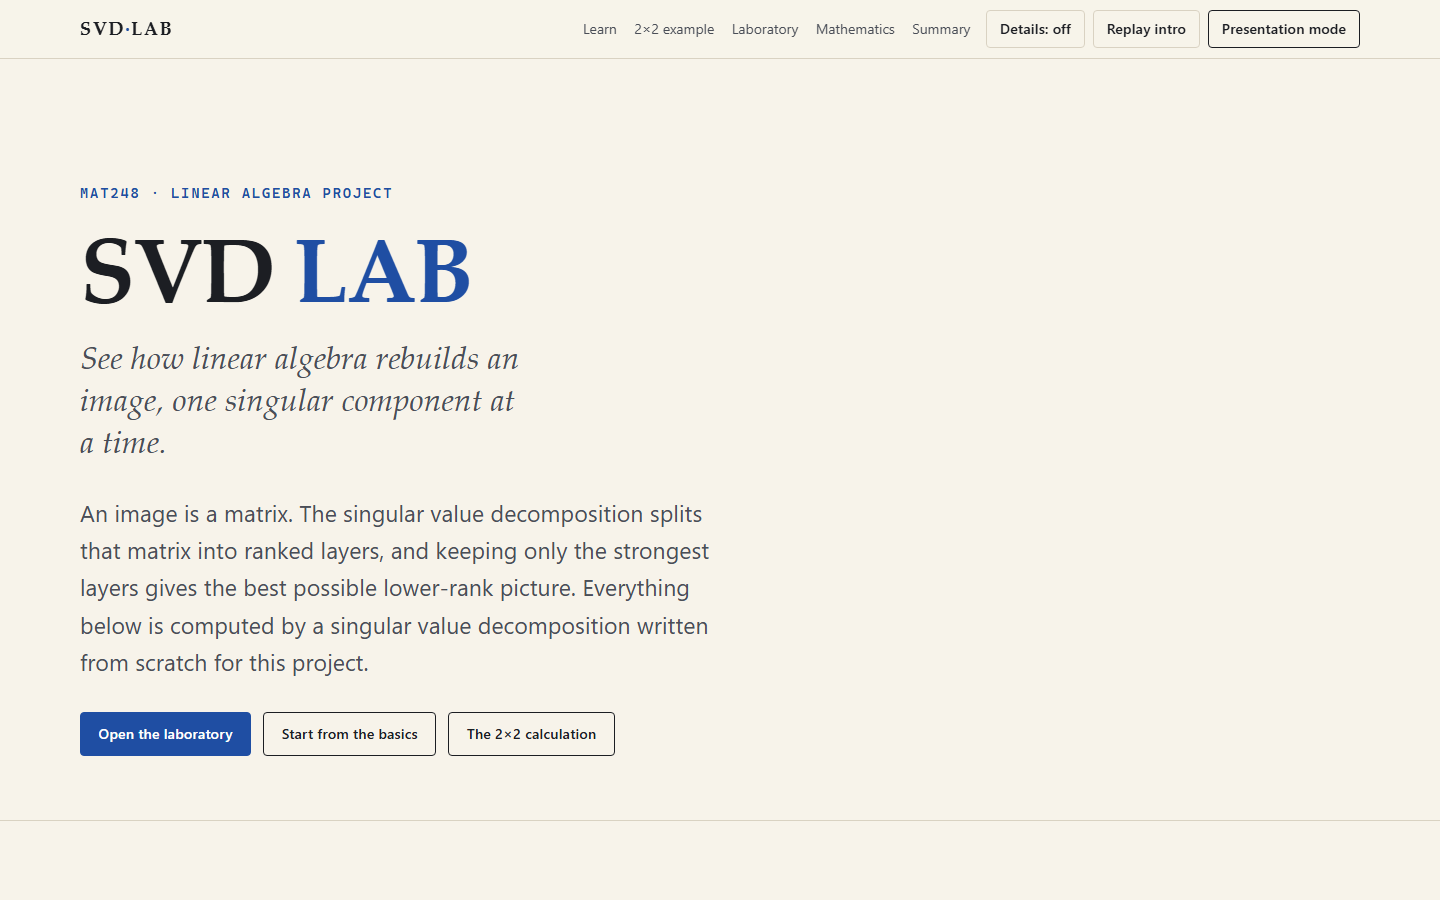 SVD·LAB
Learn 2×2 example Laboratory Mathematics Summary Details: off Replay intro Presentation mode
MAT248 · LINEAR ALGEBRA PROJECT
SVD LAB
See how linear algebra rebuilds an
image, one singular component at
a time.
An image is a matrix. The singular value decomposition splits
that matrix into ranked layers, and keeping only the strongest
layers gives the best possible lower-rank picture. Everything
below is computed by a singular value decomposition written
from scratch for this project.
Open the laboratory Start from the basics The 2×2 calculation